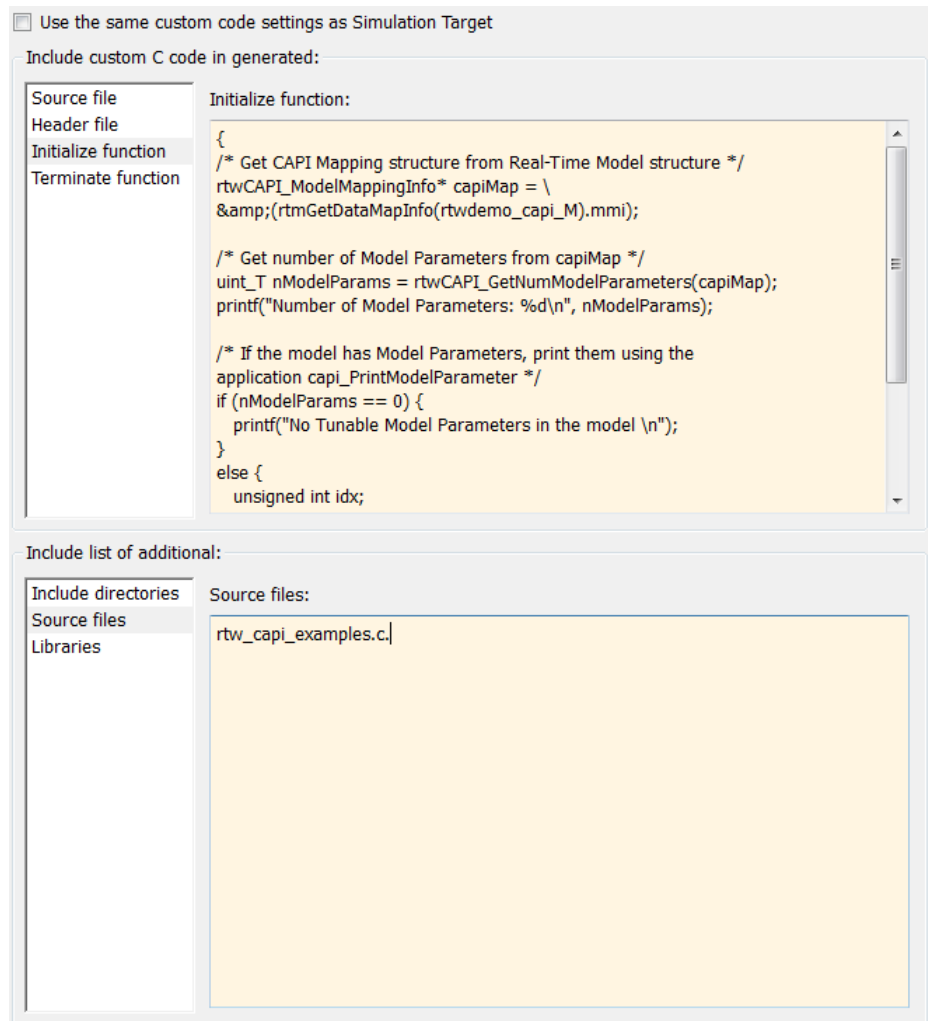 Use the same custom code settings as Simulation Target
Include custom C code in generated:
Source file
Header file
Initialize function
Terminate function
Initialize function:
{
/* Get CAPI Mapping structure from Real-Time Model structure */
rtwCAPI_ModelMappingInfo* capiMap = \
&amp;(rtmGetDataMapInfo(rtwdemo_capi_M).mmi);
/* Get number of Model Parameters from capiMap */
uint_T nModelParams = rtwCAPI_GetNumModelParameters(capiMap);
printf("Number of Model Parameters: %d\n", nModelParams);
/* If the model has Model Parameters, print them using the
application capi_PrintModelParameter */
if (nModelParams == 0) {
printf("No Tunable Model Parameters in the model \n");
}
else {
unsigned int idx;
Include list of additional:
Include directories
Source files
Libraries
Source files:
rtw_capi_examples.c.